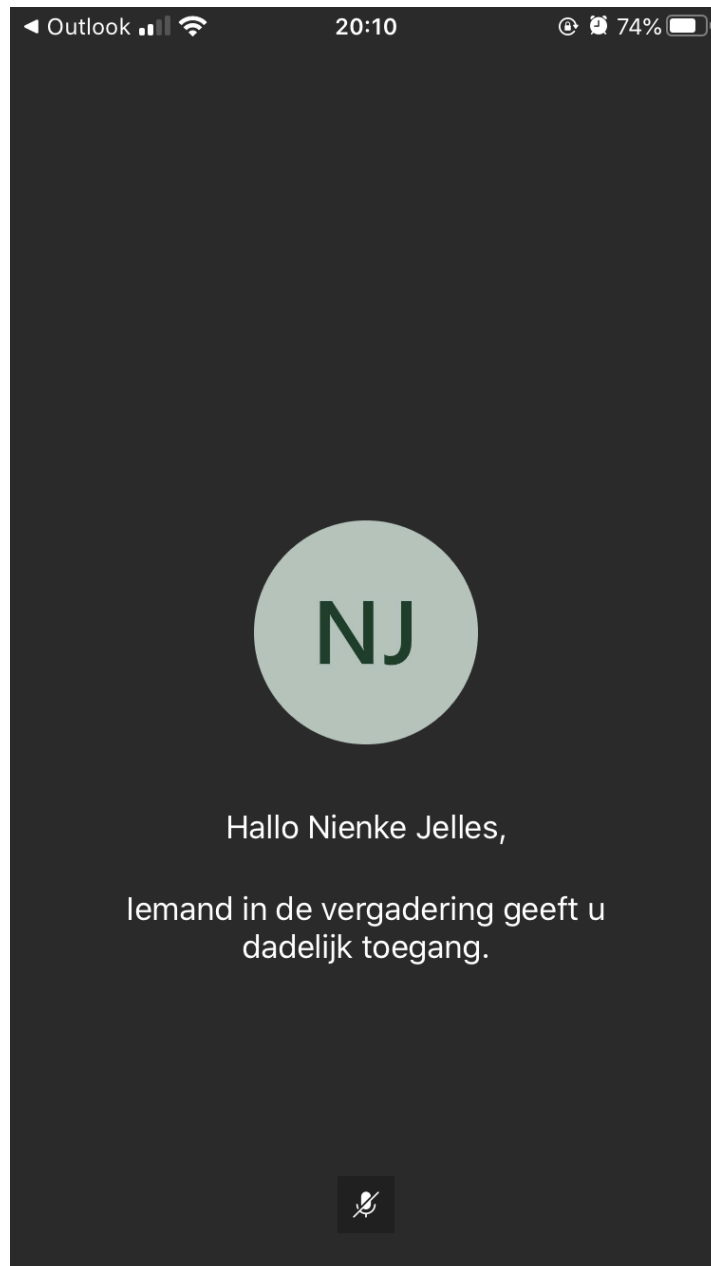 ◄ Outlook 20:10 74%
NJ
Hallo Nienke Jelles,
Iemand in de vergadering geeft u
dadelijk toegang.